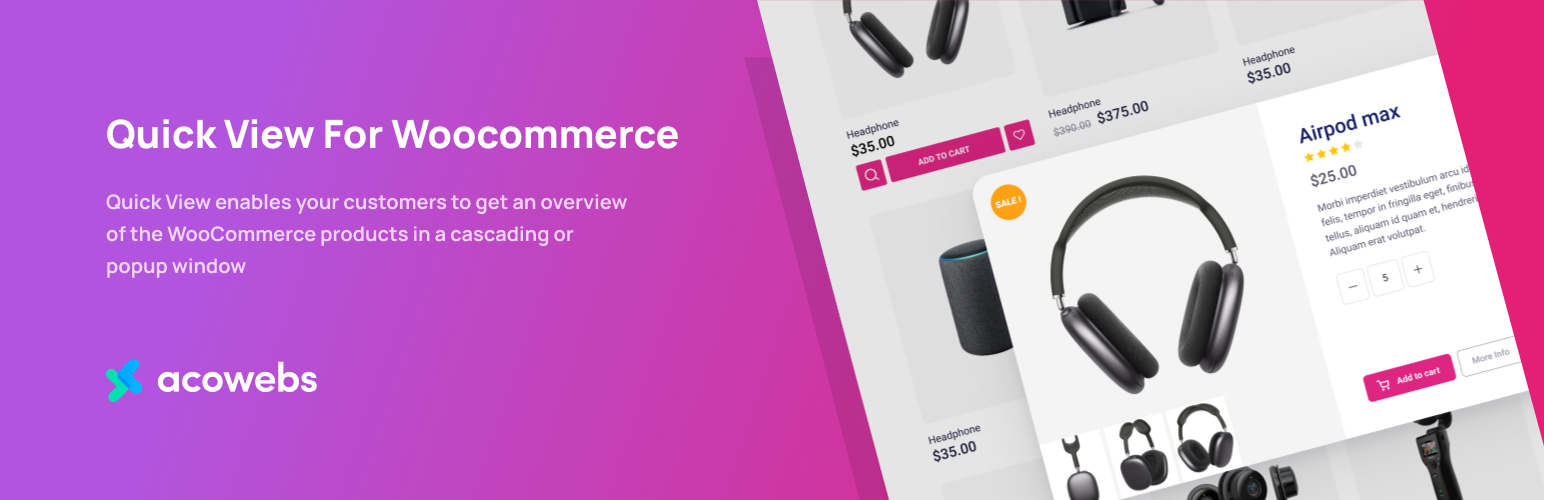 Quick View For Woocommerce
Quick View enables your customers to get an overview
of the WooCommerce products in a cascading or
popup window
acowebs
Headphone
$35.00
ADD TO CART
Headphone
$390.00 $375.00
Headphone
$35.00
SALE !
Airpod max
$25.00
Morbi imperdiet vestibulum arcu id
felis, tempor in fringilla eget,
tellus, aliquam id quam et,
Aliquam erat volutpat.
5
Add to cart
More Info
Headphone
$35.00